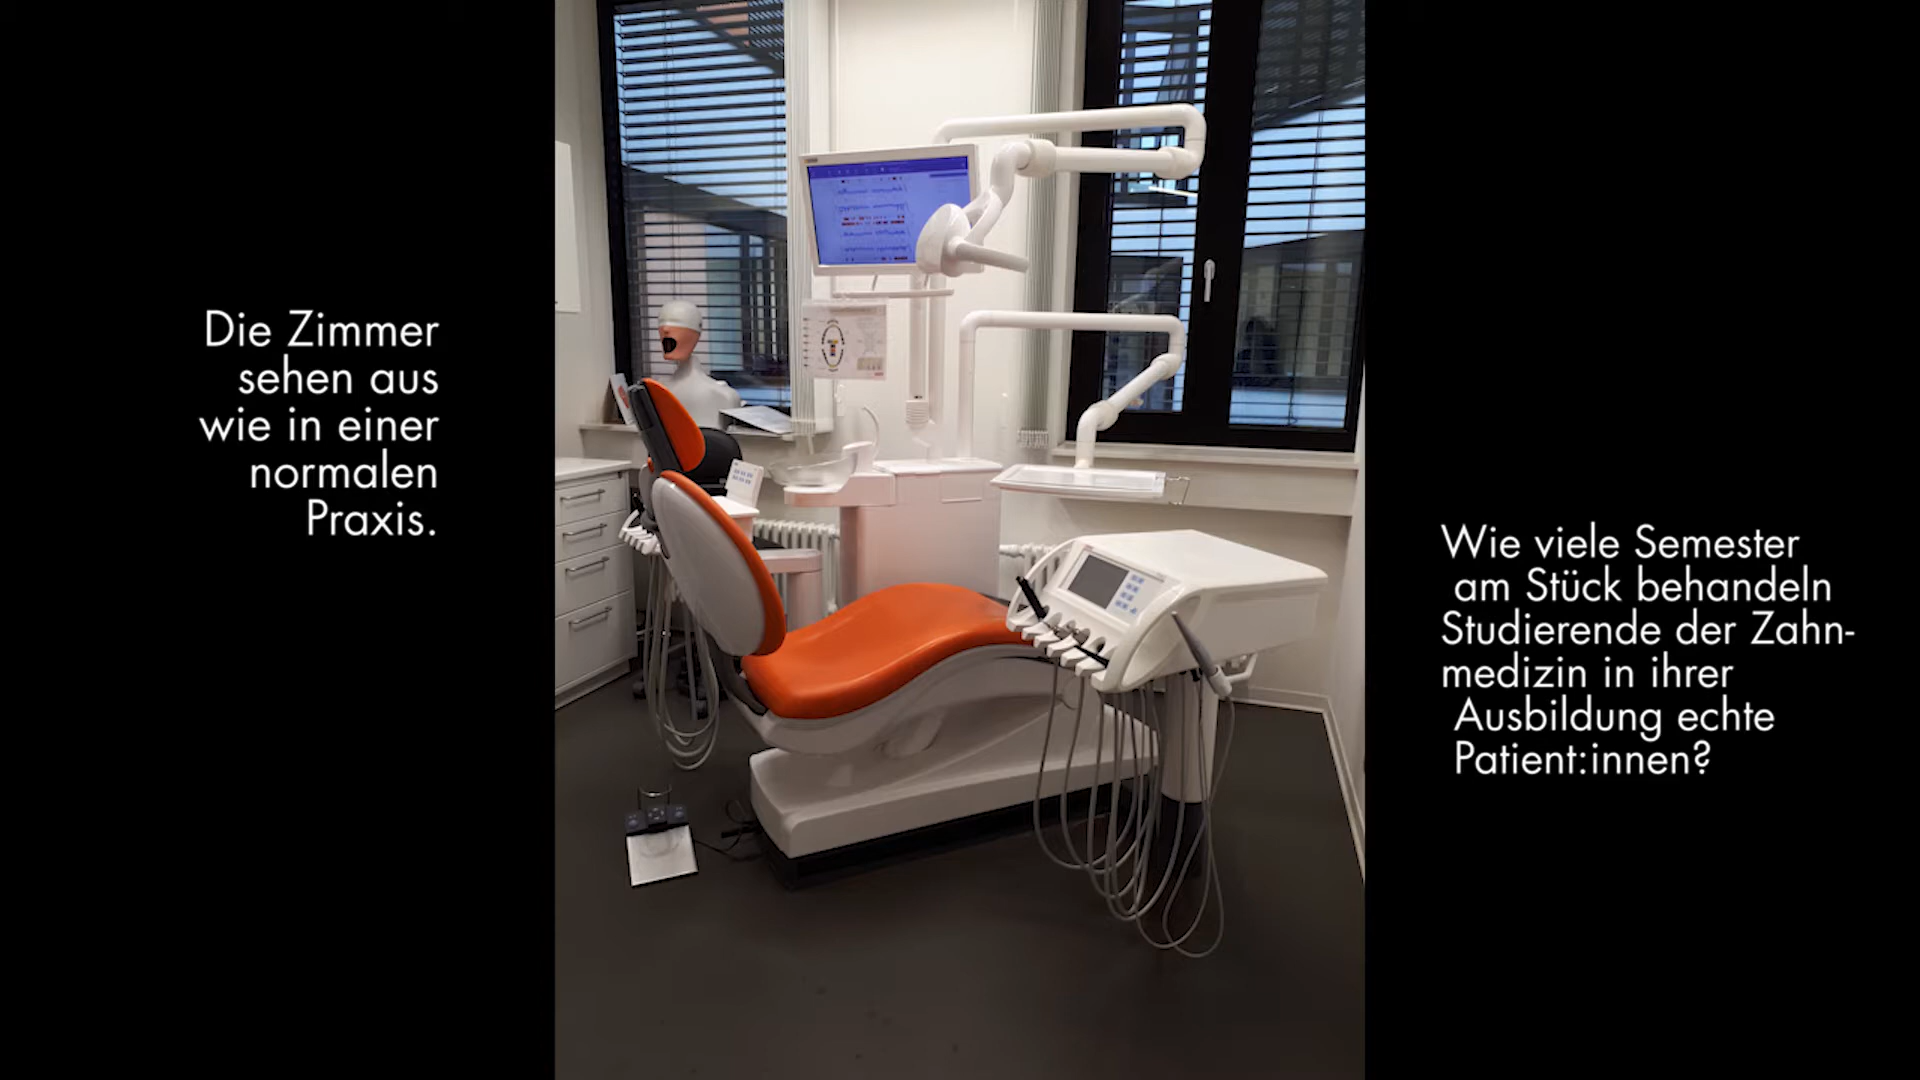 Die Zimmer
sehen aus
wie in einer
normalen
Praxis.
Wie viele Semester
am Stück behandeln
Studierende der Zahn-
medizin in ihrer
Ausbildung echte
Patient:innen?